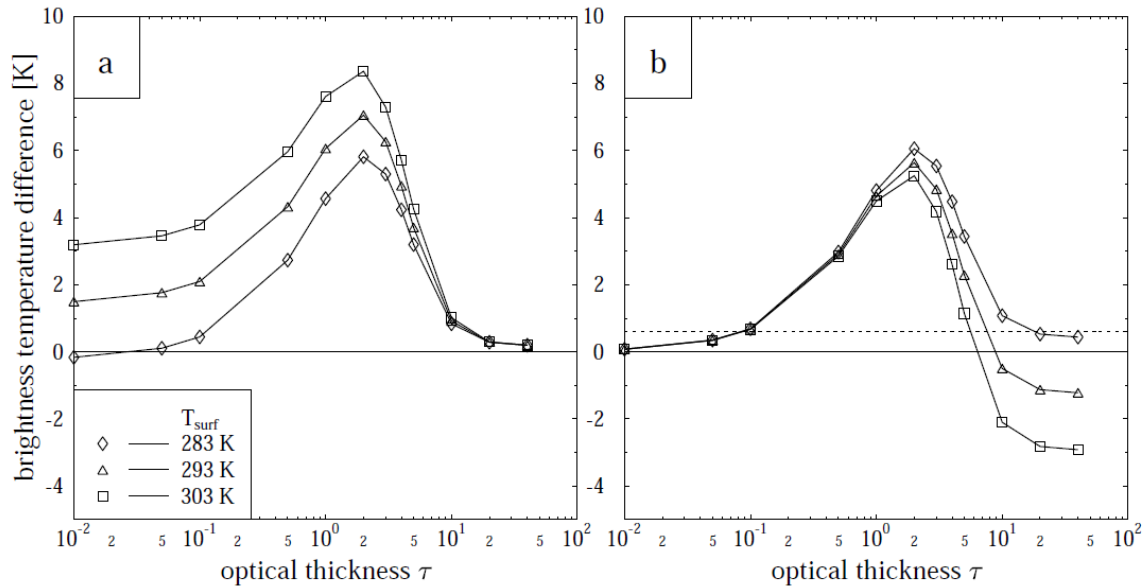 a
b
brightness temperature difference [K]
10
8
6
4
2
0
-2
-4
T_surf
283 K
293 K
303 K
10^-2 2 5 10^-1 2 5 10^0 2 5 10^1 2 5 10^2
optical thickness τ
10
8
6
4
2
0
-2
-4
10^-2 2 5 10^-1 2 5 10^0 2 5 10^1 2 5 10^2
optical thickness τ